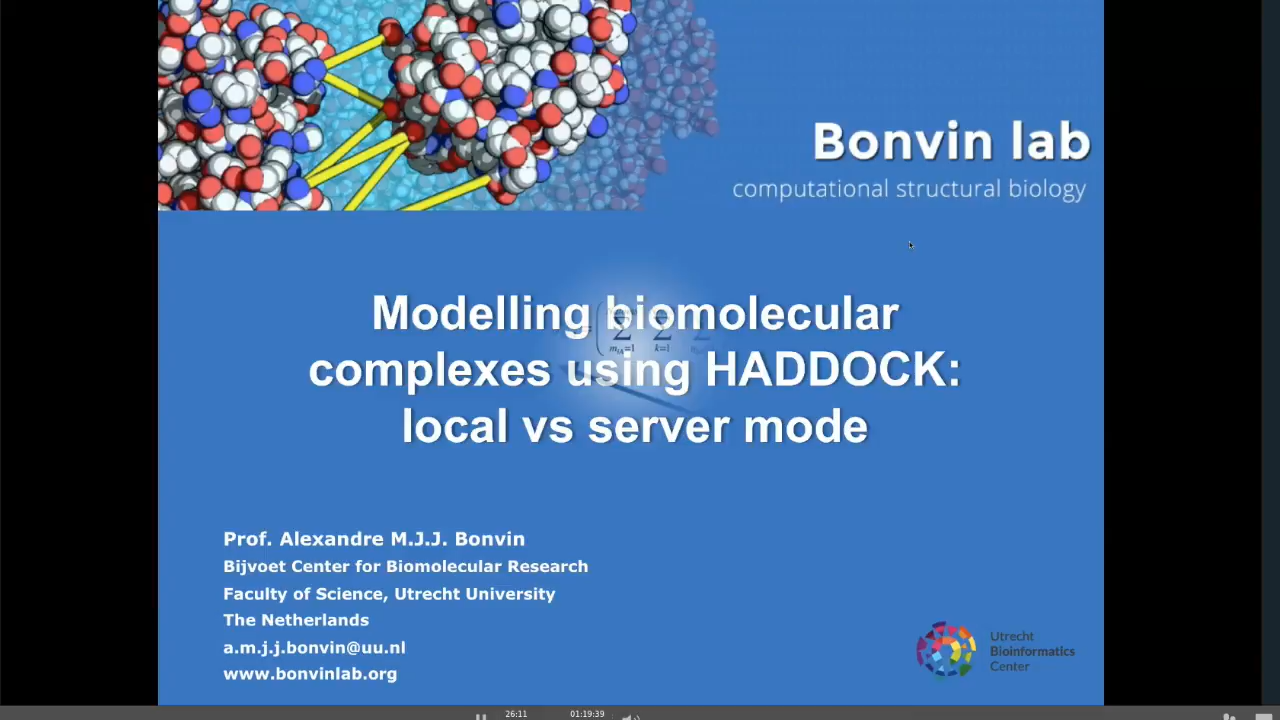 Bonvin lab
computational structural biology
Modelling biomolecular
complexes using HADDOCK:
local vs server mode
Prof. Alexandre M.J.J. Bonvin
Bijvoet Center for Biomolecular Research
Faculty of Science, Utrecht University
The Netherlands
a.m.j.j.bonvin@uu.nl
www.bonvinlab.org
Utrecht
Bioinformatics
Center
26:11
01:19:39